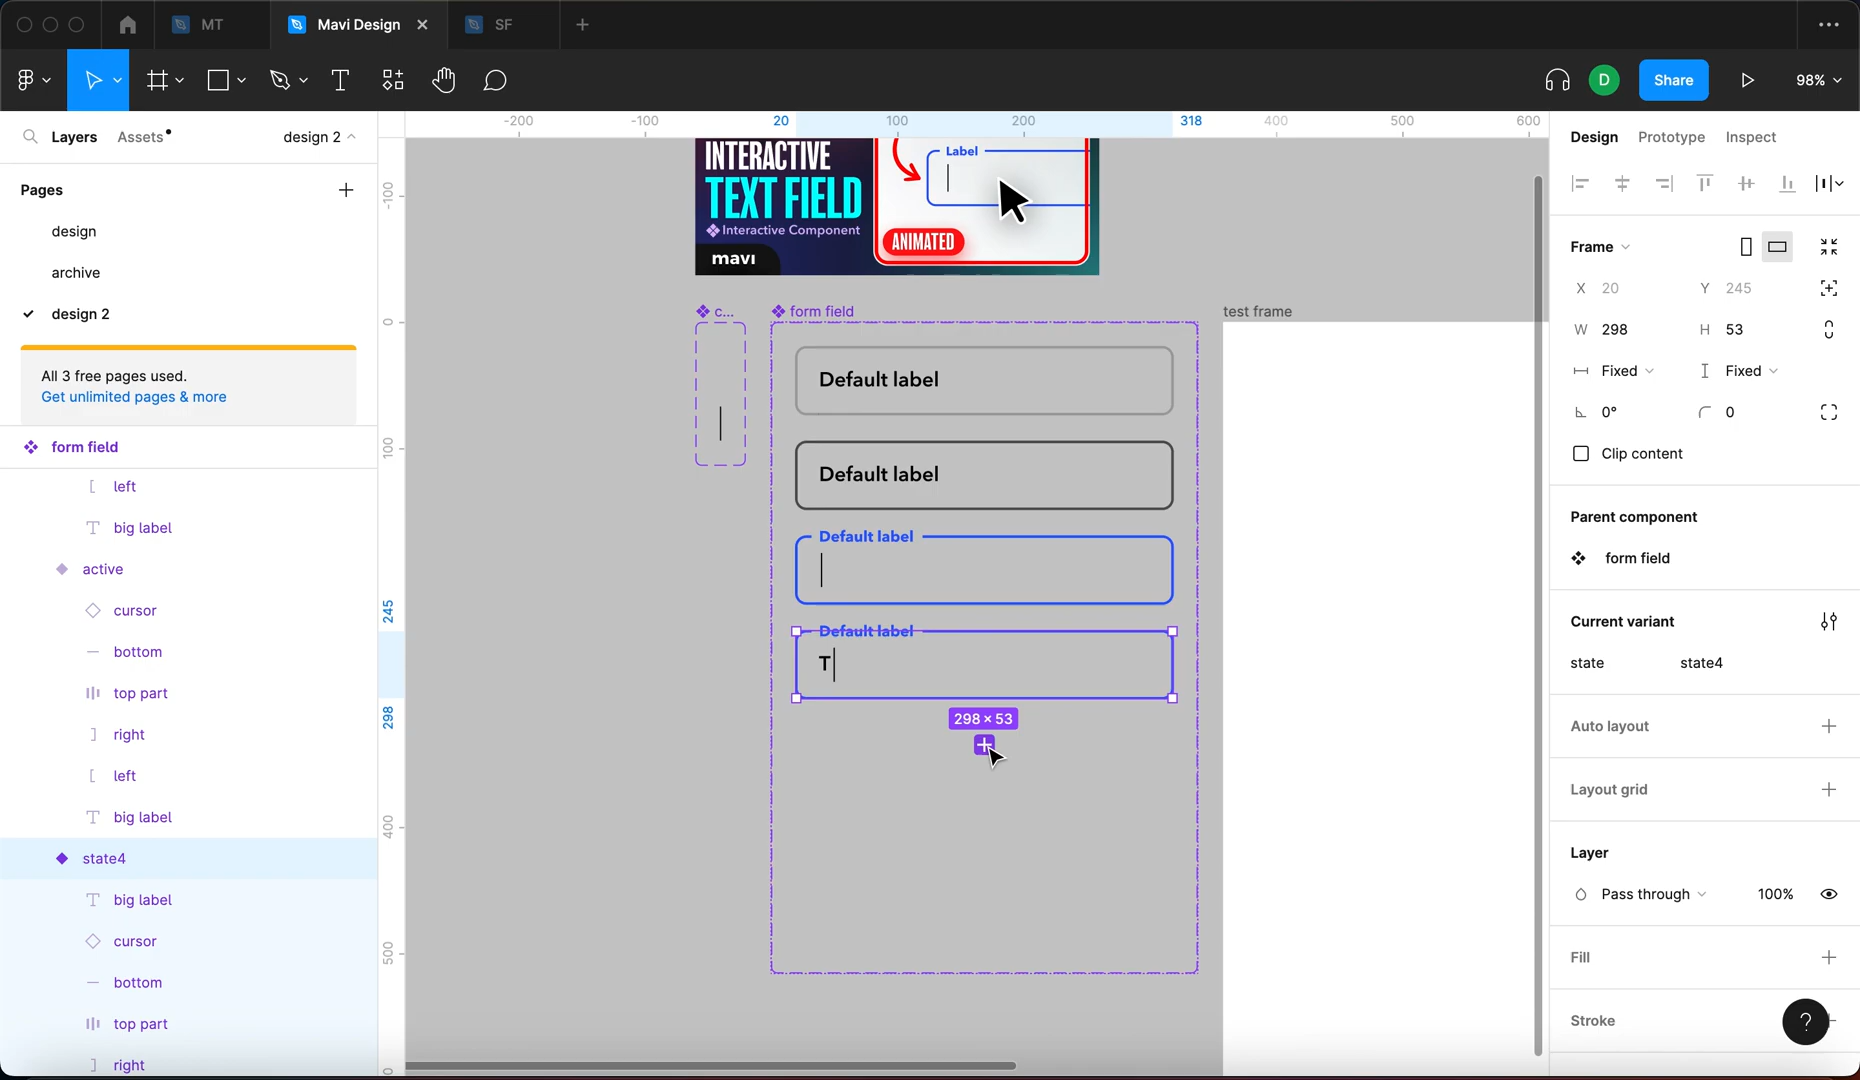 MT
Mavi Design
SF
D
Share
98%
Layers
Assets
design 2
Pages
design
archive
design 2
All 3 free pages used.
Get unlimited pages & more
form field
left
big label
active
cursor
bottom
top part
right
left
big label
state4
big label
cursor
bottom
top part
right
-200
-100
20
100
200
318
400
500
600
-100
0
100
245
298
400
500
INTERACTIVE
TEXT FIELD
Interactive Component
mavi
Label
ANIMATED
c...
form field
test frame
Default label
Default label
Default label
Default label
T
298 × 53
Design
Prototype
Inspect
Frame
X 20
Y 245
W 298
H 53
Fixed
Fixed
0°
0
Clip content
Parent component
form field
Current variant
state
state4
Auto layout
Layout grid
Layer
Pass through
100%
Fill
Stroke
?